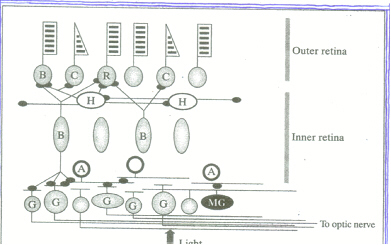 Outer retina
B C R C
H H
Inner retina
B B
A A
G G G G G MG
To optic nerve
Light